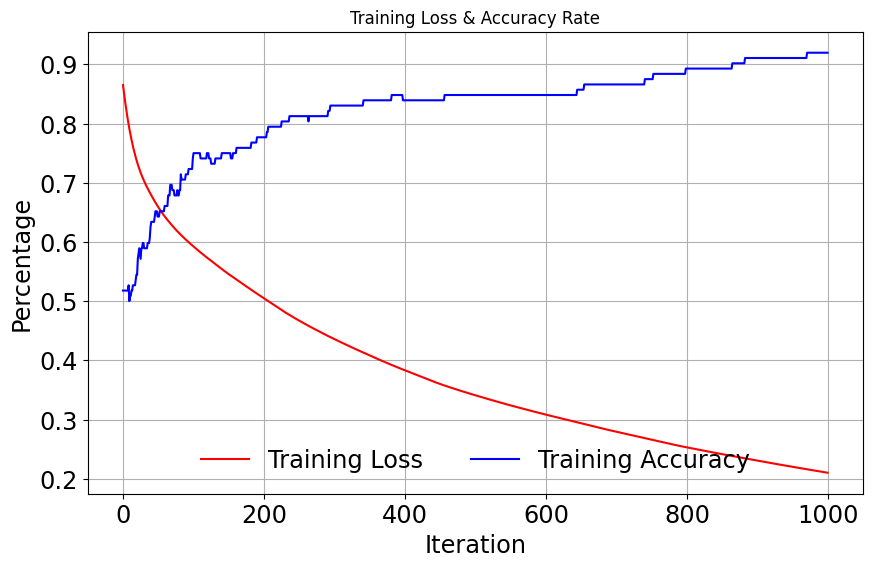 Training Loss & Accuracy Rate
Percentage
0.9
0.8
0.7
0.6
0.5
0.4
0.3
0.2
Training Loss
Training Accuracy
0
200
400
600
800
1000
Iteration